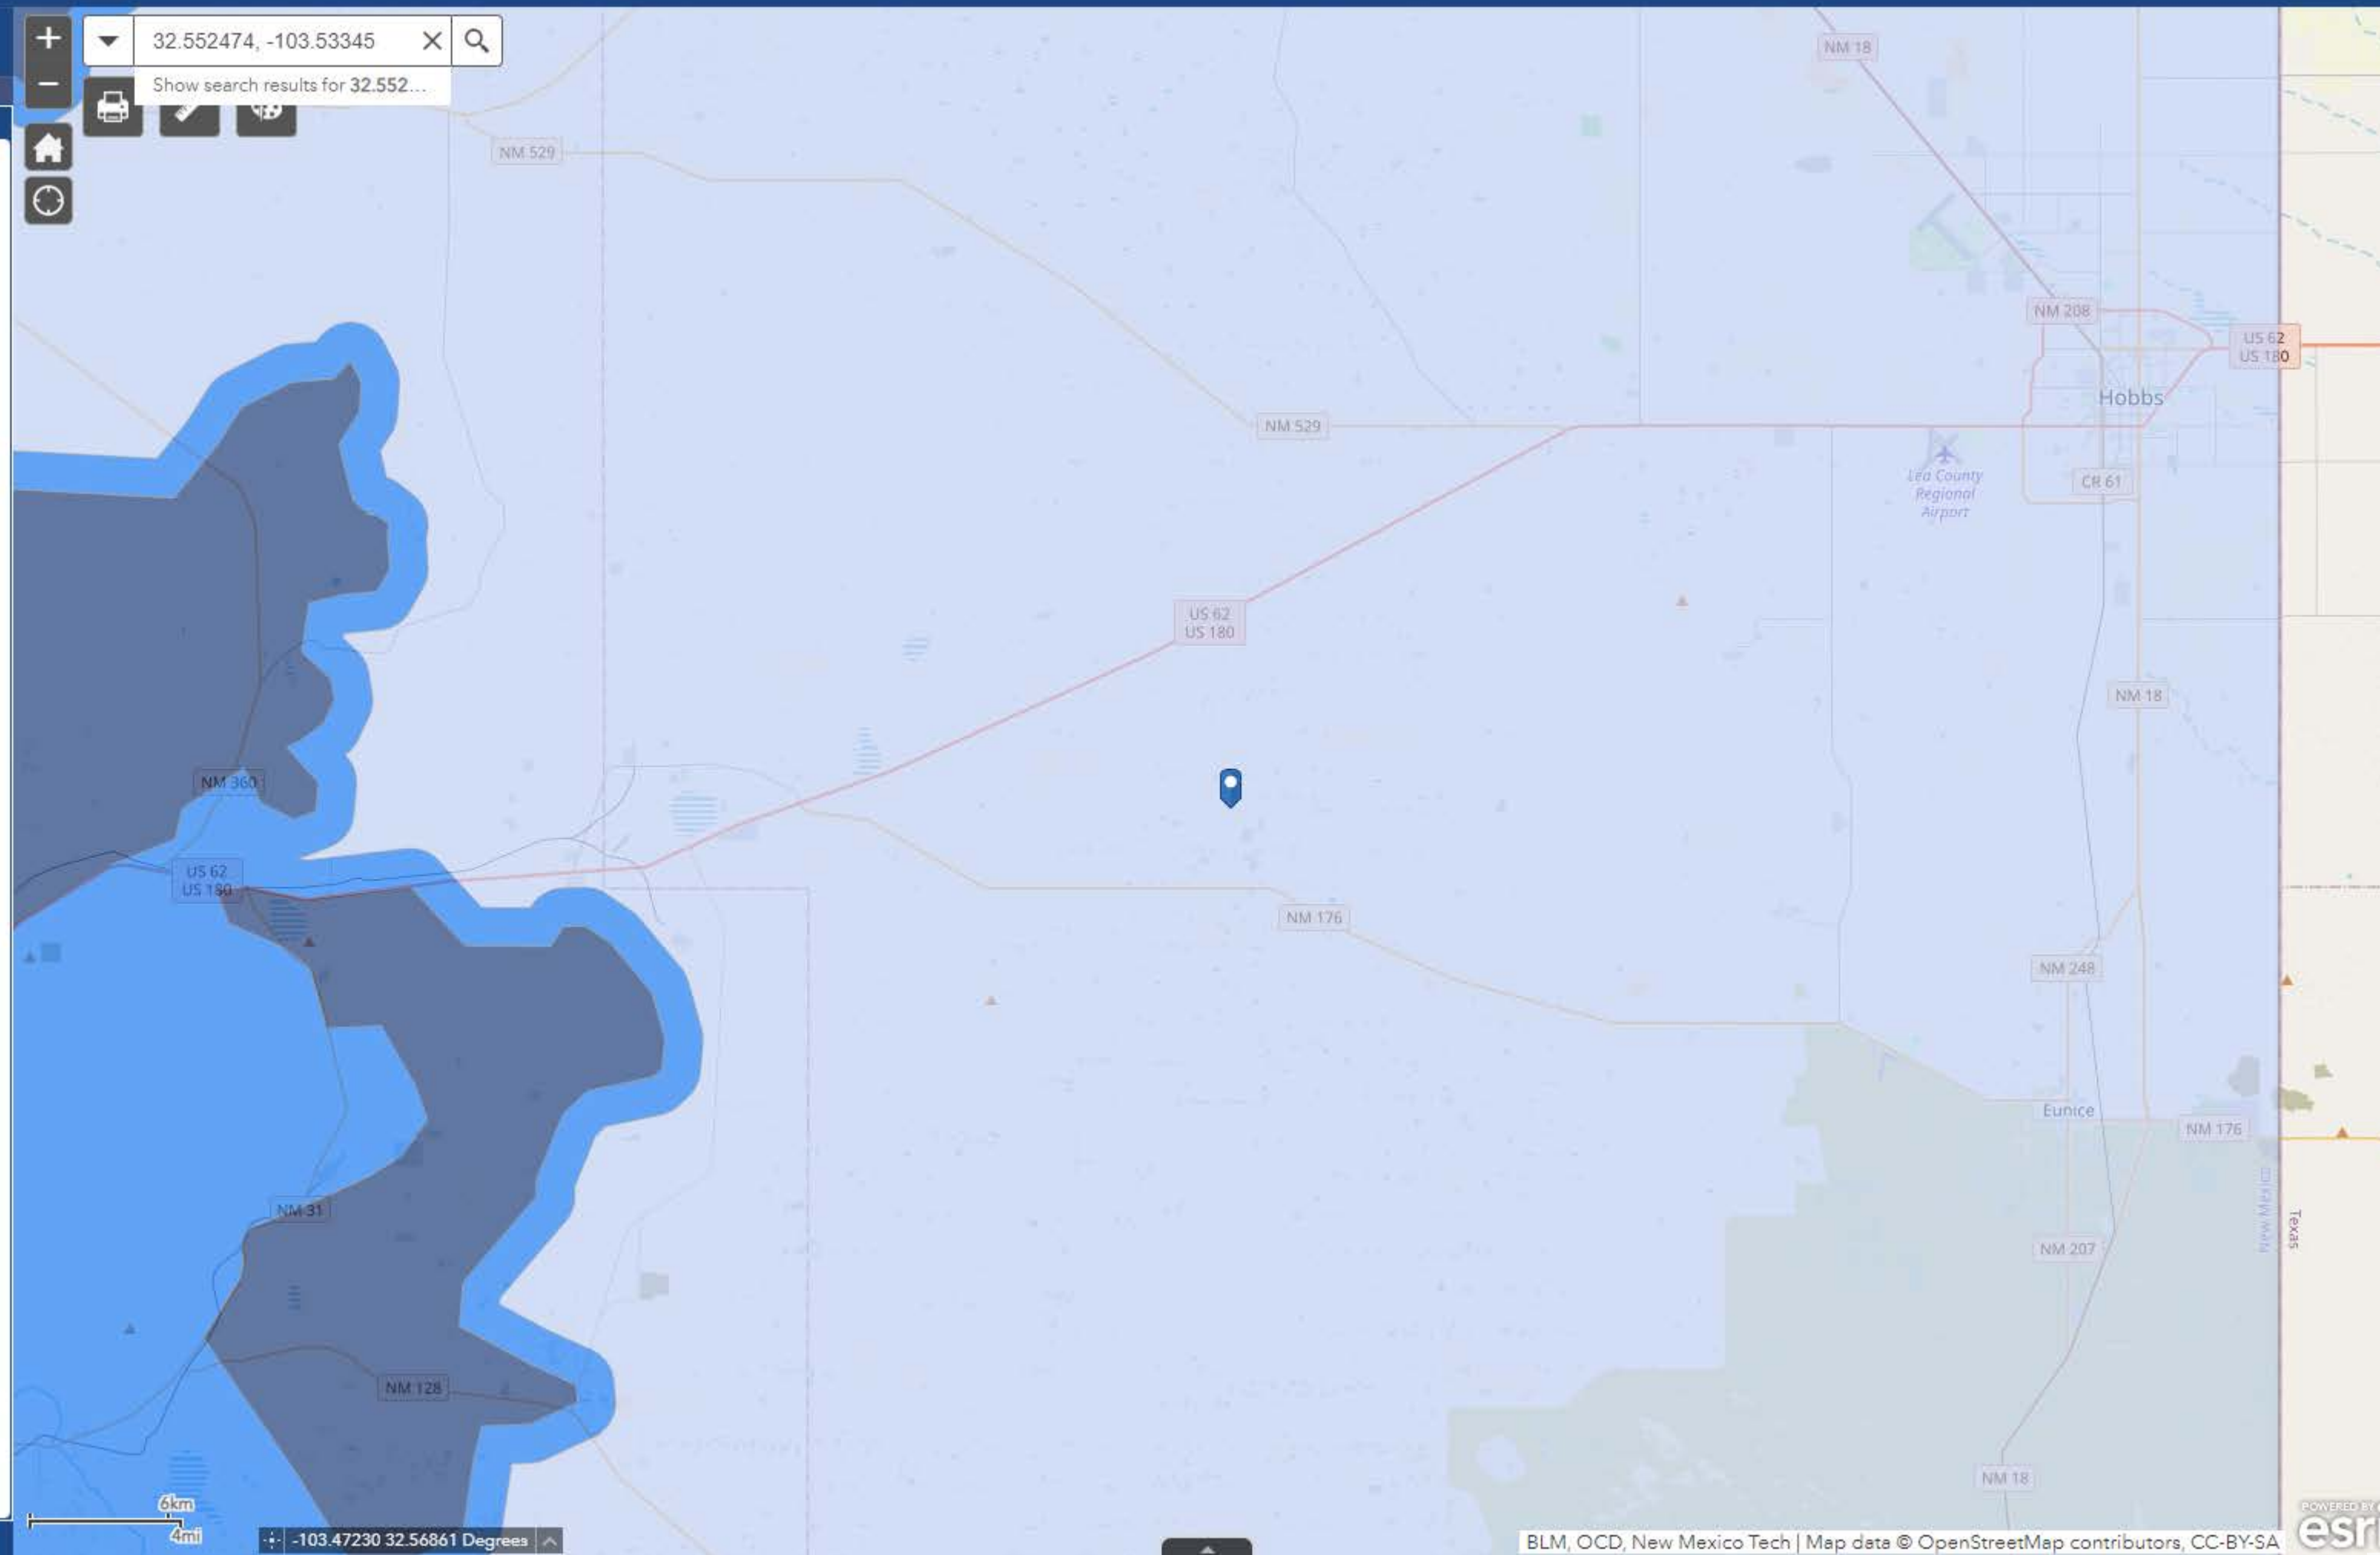 +
32.552474, -103.53345
NM 18
−
Show search results for 32.552...
NM 529
NM 208
US 62
US 180
Hobbs
NM 529
Lea County
Regional
Airport
CR 61
US 62
US 180
NM 18
NM 360
US 62
US 180
NM 176
NM 248
Eunice
NM 176
New Mexico
Texas
NM 31
NM 207
NM 128
NM 18
6km
4mi
-103.47230 32.56861 Degrees
BLM, OCD, New Mexico Tech | Map data © OpenStreetMap contributors, CC-BY-SA
POWERED BY
esri